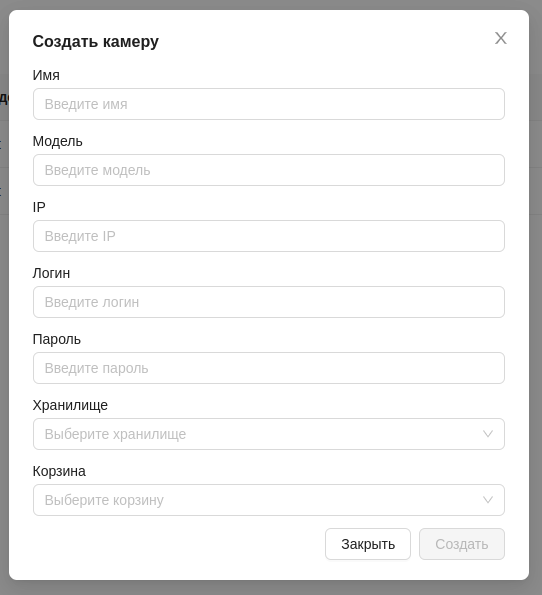 Создать камеру
Имя
Введите имя
Модель
Введите модель
IP
Введите IP
Логин
Введите логин
Пароль
Введите пароль
Хранилище
Выберите хранилище
Корзина
Выберите корзину
Закрыть Создать